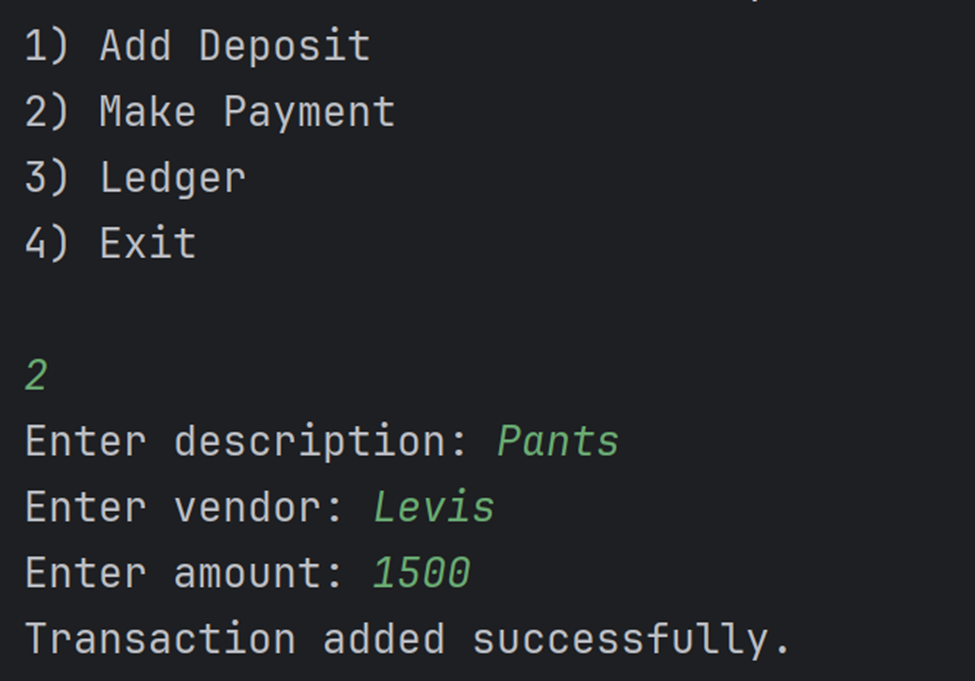 1) Add Deposit
2) Make Payment
3) Ledger
4) Exit
2
Enter description: Pants
Enter vendor: Levis
Enter amount: 1500
Transaction added successfully.